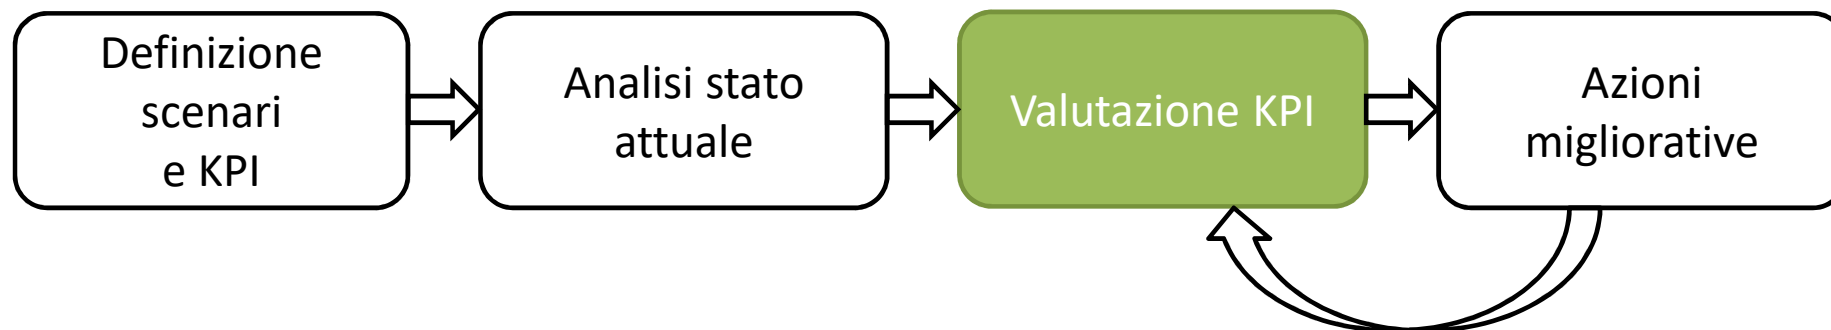 Definizione
scenari
e KPI
Analisi stato
attuale
Valutazione KPI
Azioni
migliorative